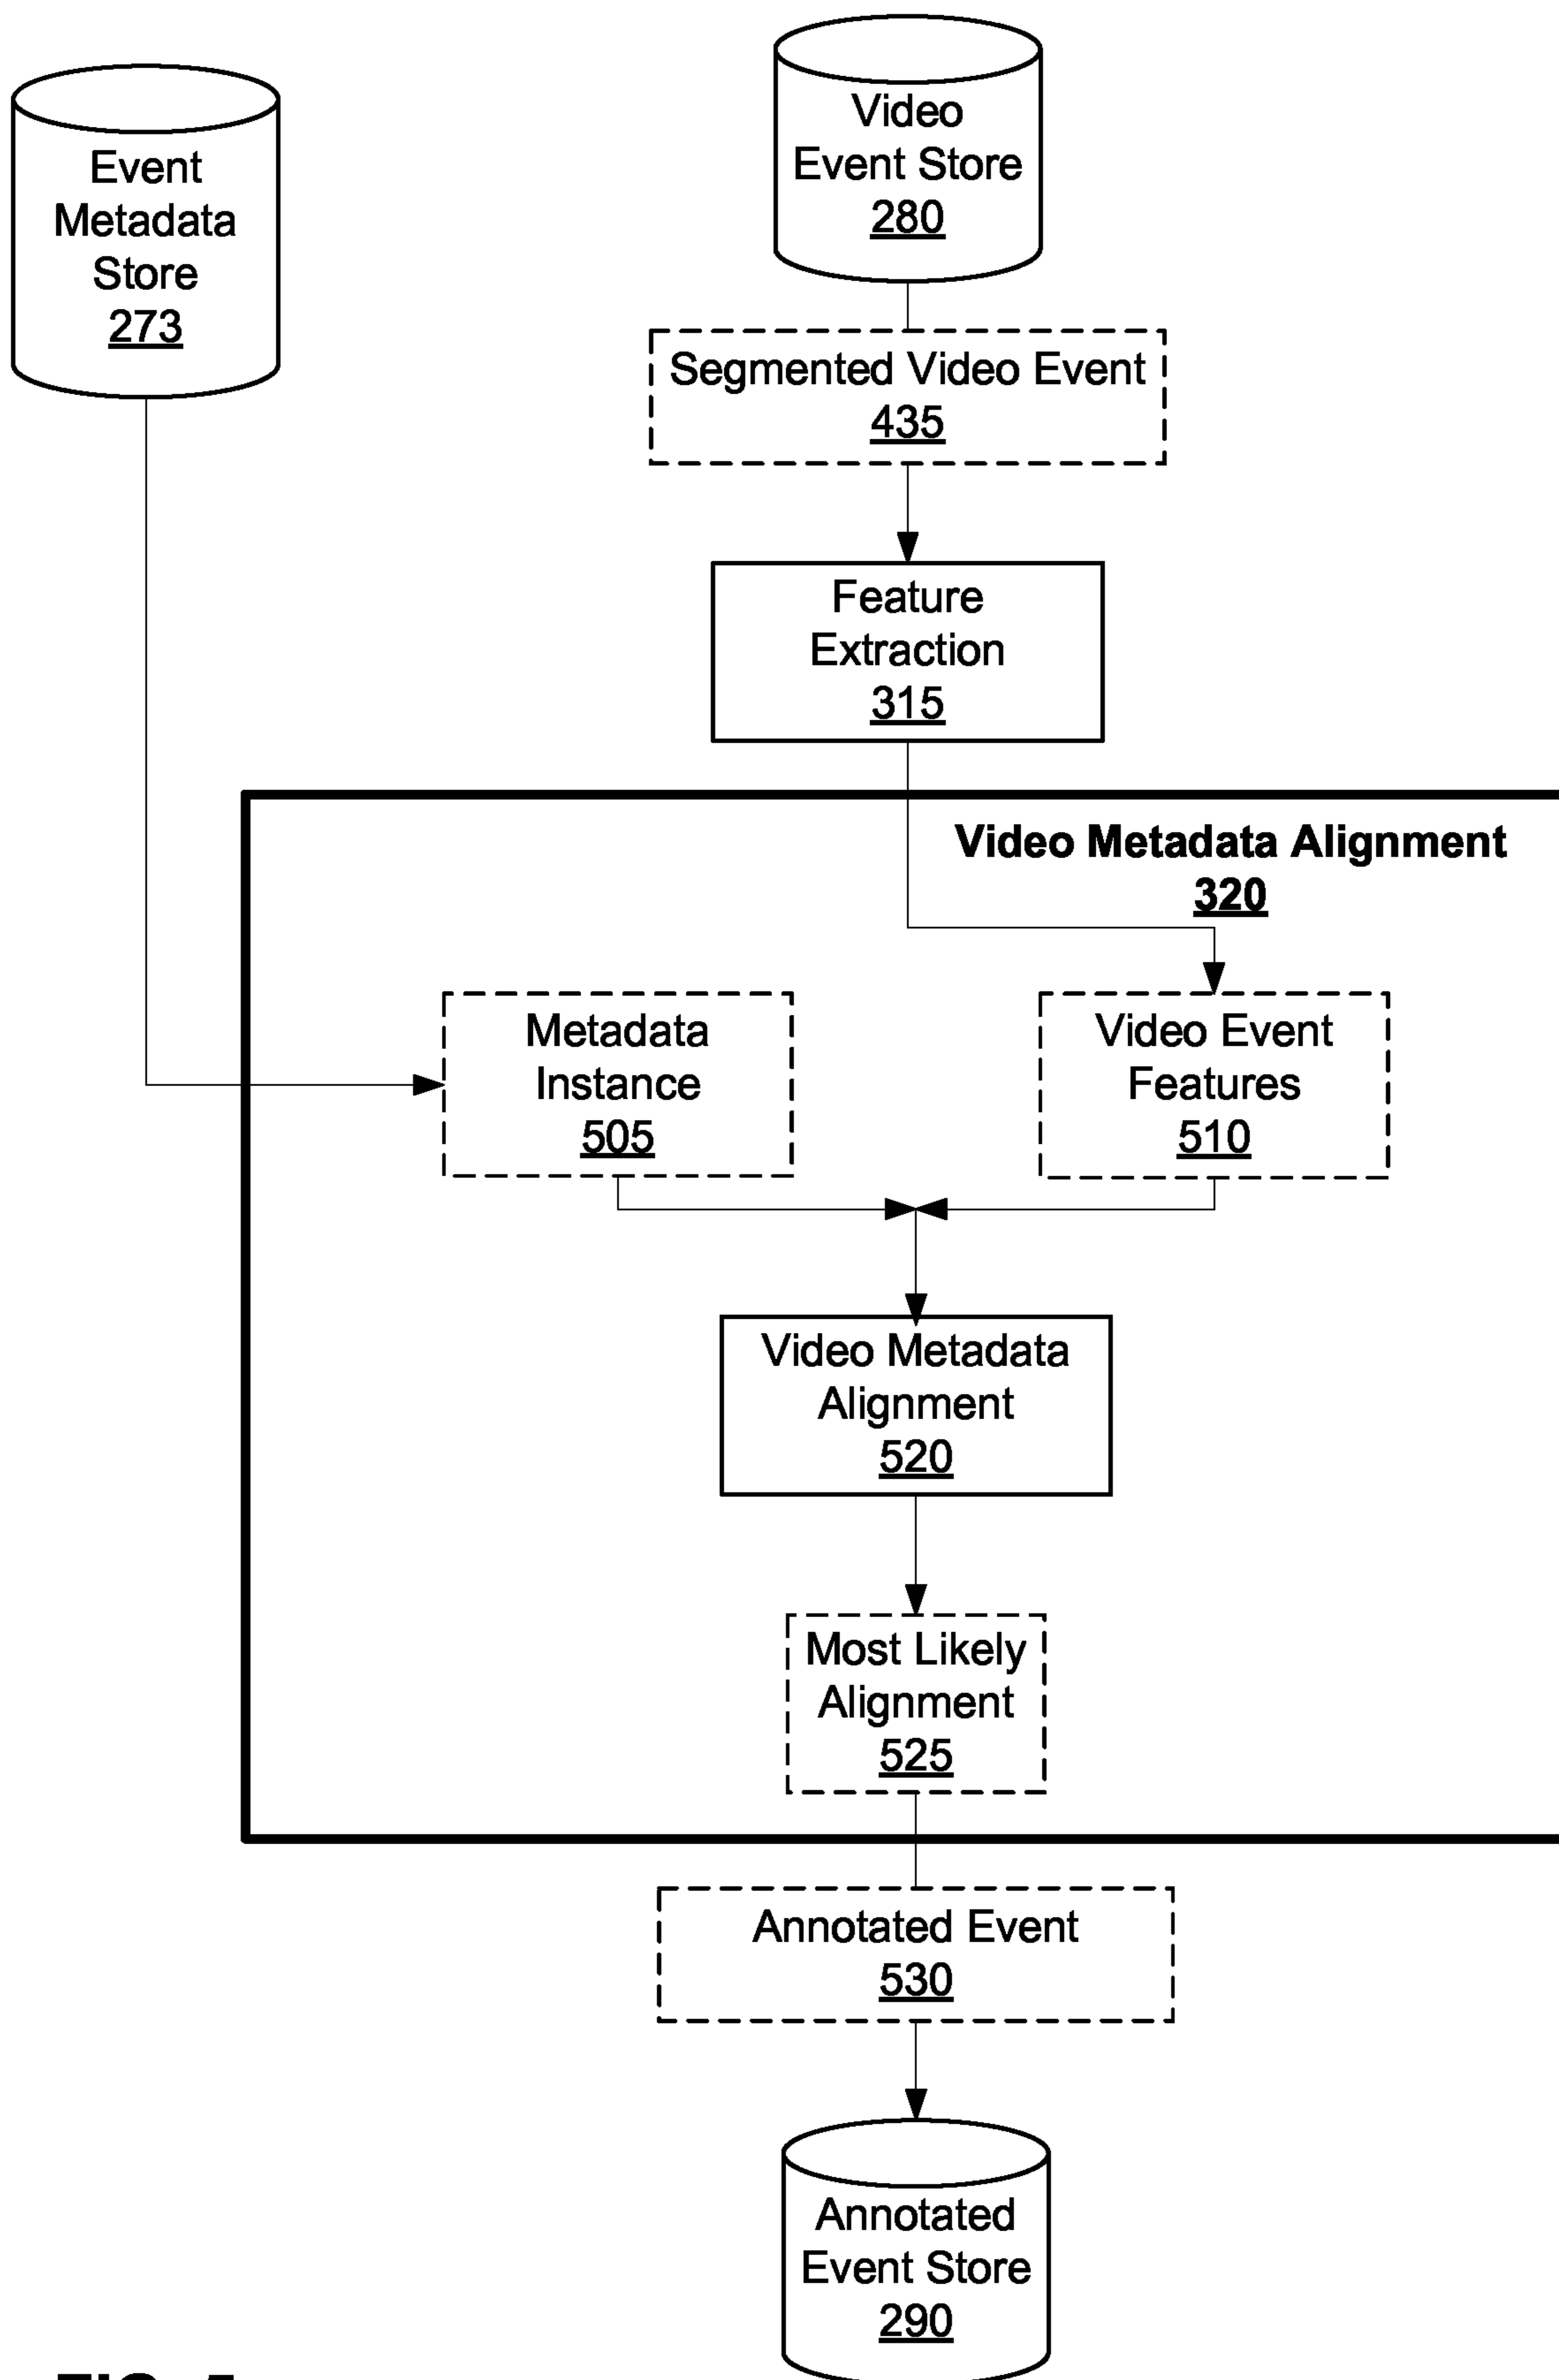 Video
Event Store
280
Event
Metadata
Store
273
Segmented Video Event
435
Feature
Extraction
315
Video Metadata Alignment
320
Metadata
Instance
505
Video Event
Features
510
Video Metadata
Alignment
520
Most Likely
Alignment
525
Annotated Event
530
Annotated
Event Store
290